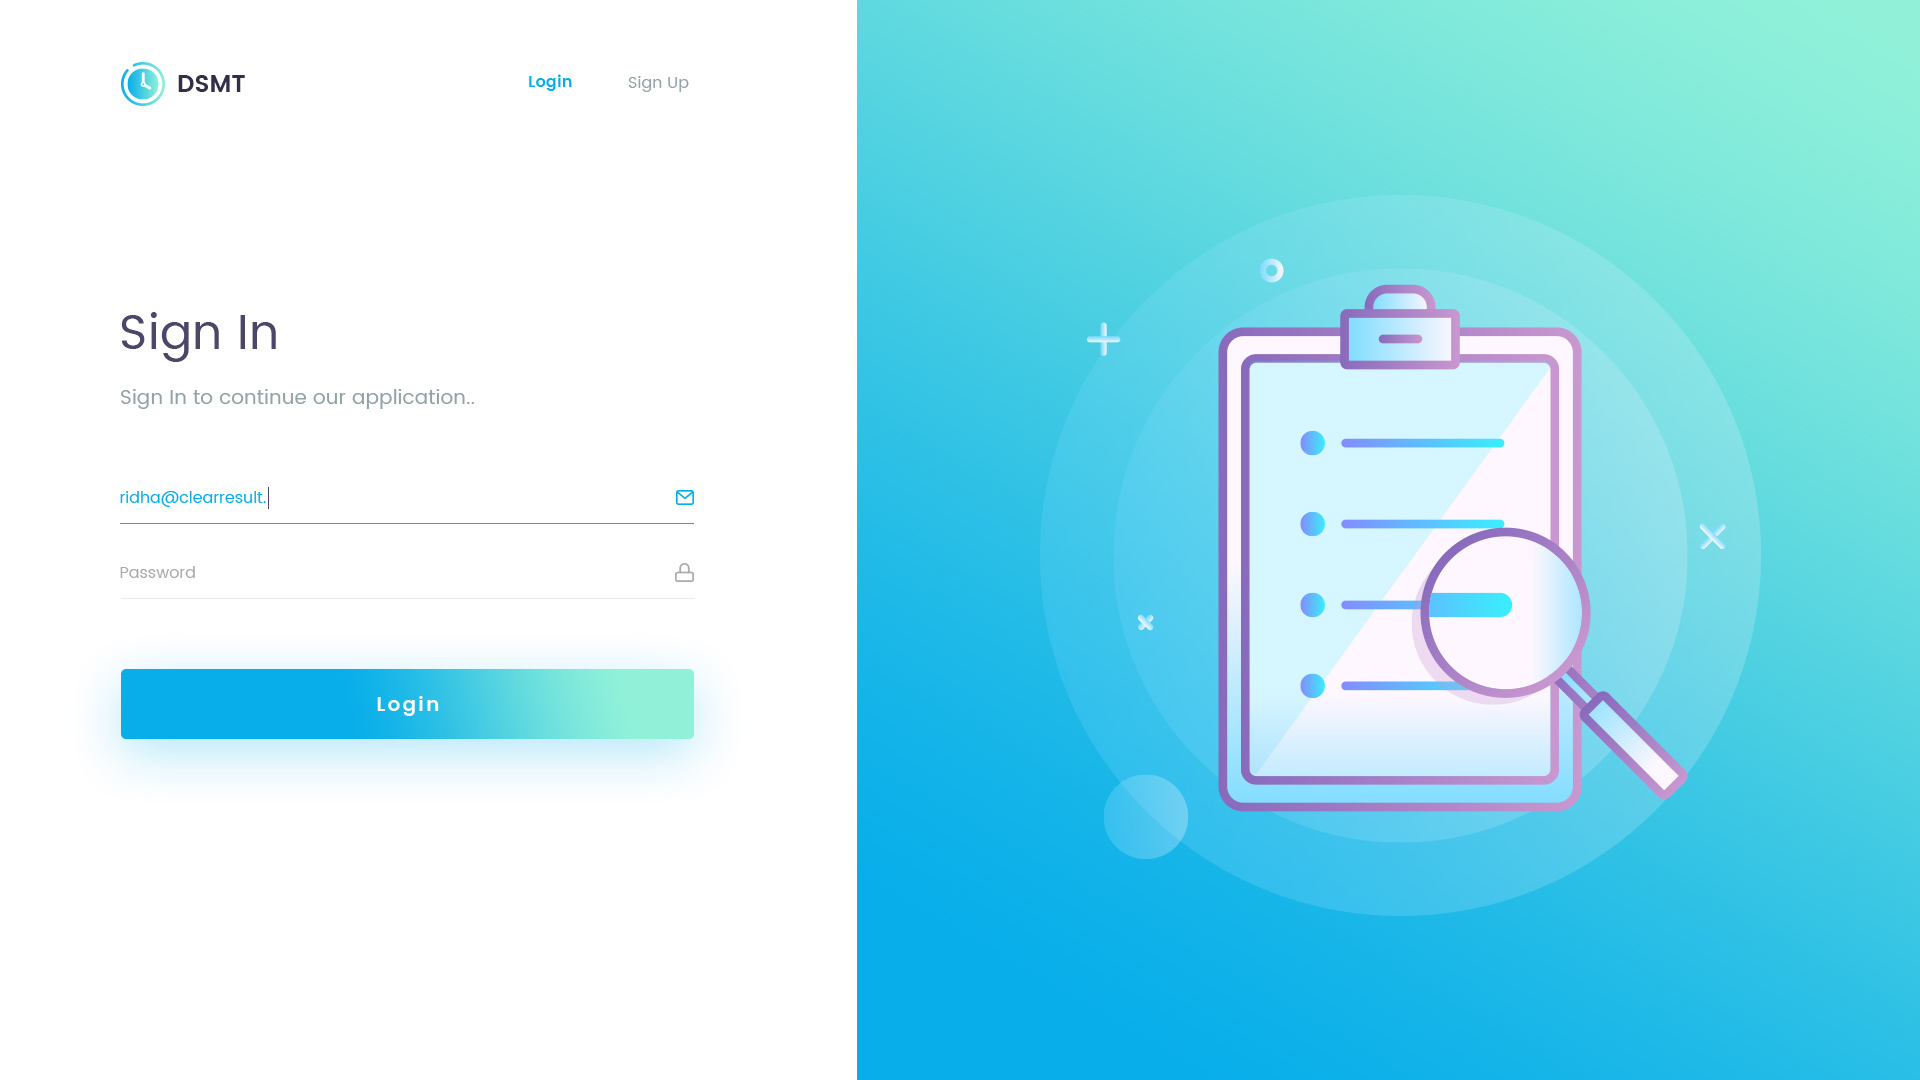 DSMT
Login
Sign Up
Sign In
Sign In to continue our application..
ridha@clearresult.
Password
Login